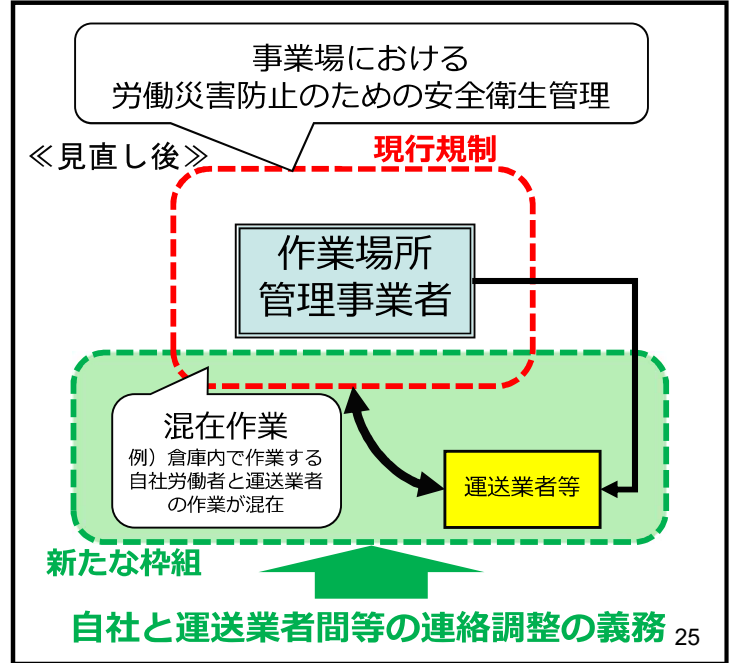 事業場における
労働災害防止のための安全衛生管理
≪見直し後≫
現行規制
作業場所
管理事業者
混在作業
例）倉庫内で作業する
自社労働者と運送業者
の作業が混在
運送業者等
新たな枠組
自社と運送業者間等の連絡調整の義務
25